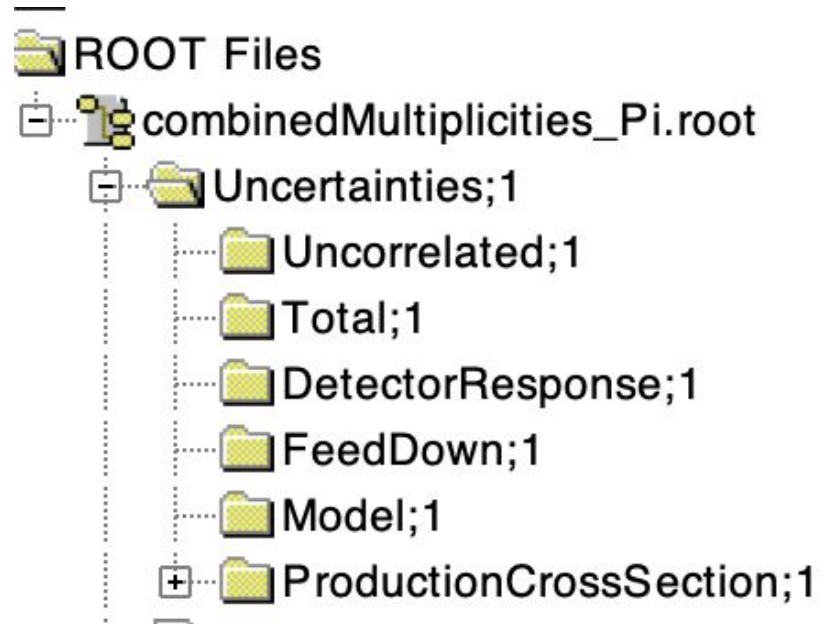 ROOT Files
combinedMultiplicities_Pi.root
Uncertainties;1
Uncorrelated;1
Total;1
DetectorResponse;1
FeedDown;1
Model;1
ProductionCrossSection;1